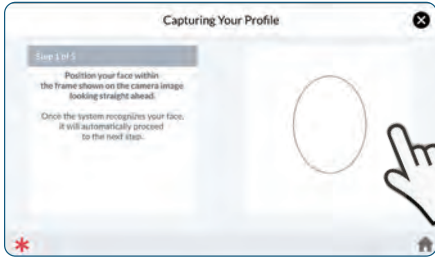 Capturing Your Profile
Step 1 of 5
Position your face within
the frame shown on the camera image
looking straight ahead.
Once the system recognizes your face,
it will automatically proceed
to the next step.